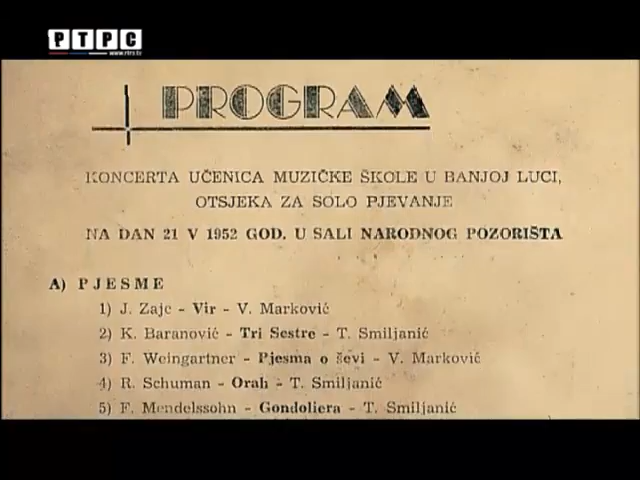 РТРС
www.rtrs.tv
PROGRAM
KONCERTA UČENICA MUZIČKE ŠKOLE U BANJOJ LUCI,
OTSJEKA ZA SOLO PJEVANJE
NA DAN 21 V 1952 GOD. U SALI NARODNOG POZORIŠTA
A) PJESME
1) J. Zajc - Vir - V. Marković
2) K. Baranović - Tri Sestre - T. Smiljanić
3) F. Weingartner - Pjesma o ševi - V. Marković
4) R. Schuman - Orah - T. Smiljanić
5) F. Mendelssohn - Gondoliera - T. Smiljanić